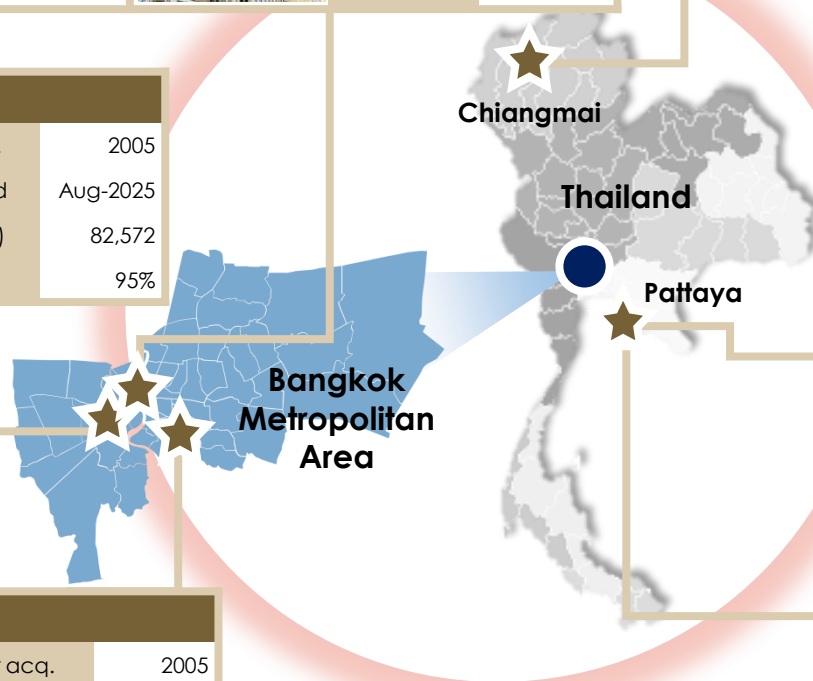 Chiangmai
Thailand
2005
Aug-2025
82,572
95%
Pattaya
Bangkok
Metropolitan
Area
acq. 2005